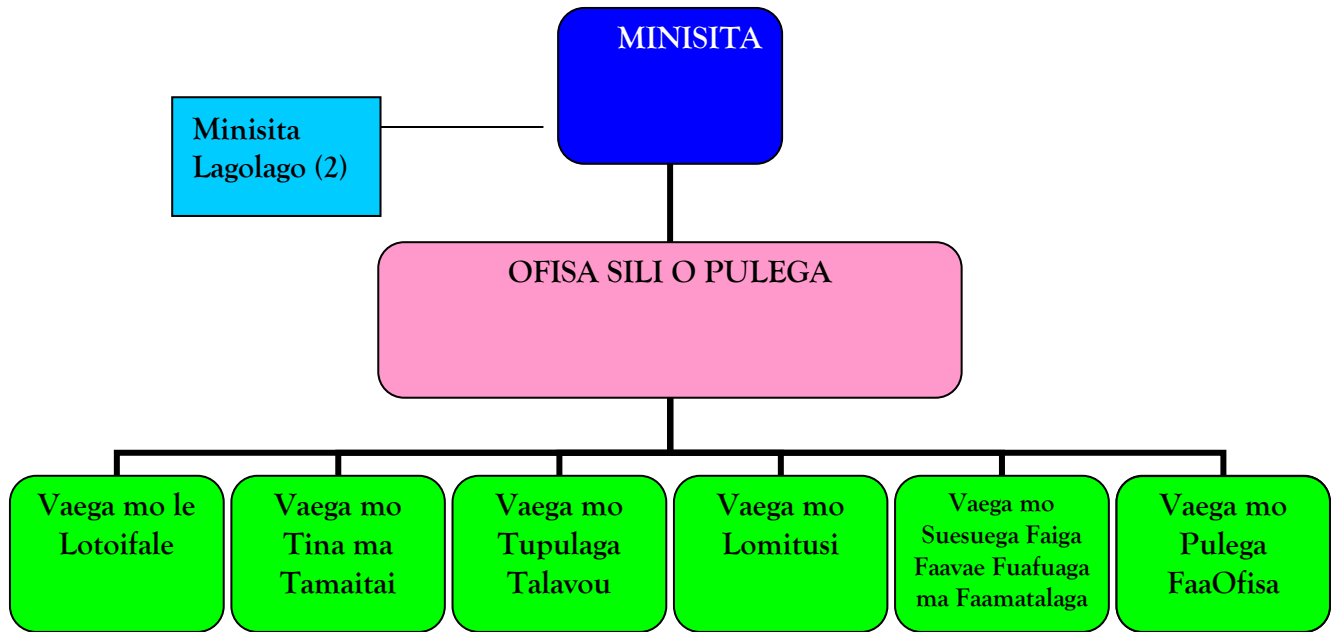 MINISITA
Minisita
Lagolago (2)
OFISA SILI O PULEGA
Vaega mo le
Lotoifale
Vaega mo
Tina ma
Tamaitai
Vaega mo
Tupulaga
Talavou
Vaega mo
Lomitusi
Vaega mo
Suesuega Faiga
Faavae Fuafuaga
ma Faamatalaga
Vaega mo
Pulega
FaaOfisa